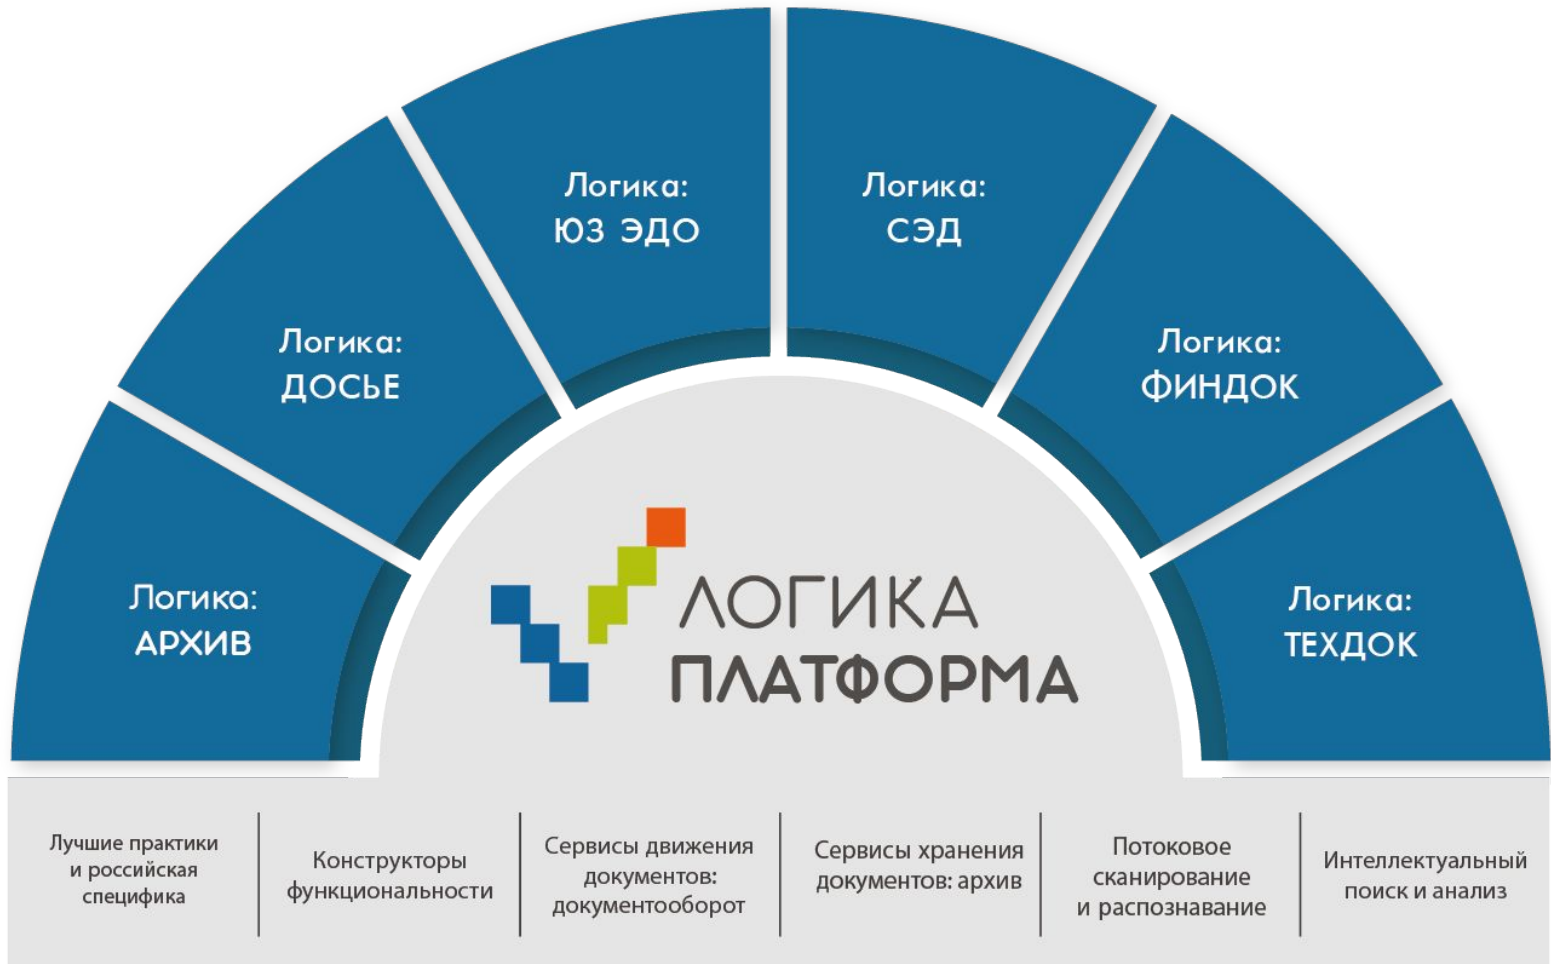 Логика:
ЮЗ ЭДО
Логика:
СЭД
Логика:
ДОСЬЕ
Логика:
ФИНДОК
Логика:
АРХИВ
Логика:
ТЕХДОК
ЛОГИКА
ПЛАТФОРМА
Лучшие практики
и российская
специфика
Конструкторы
функциональности
Сервисы движения
документов:
документооборот
Сервисы хранения
документов: архив
Потоковое
сканирование
и распознавание
Интеллектуальный
поиск и анализ